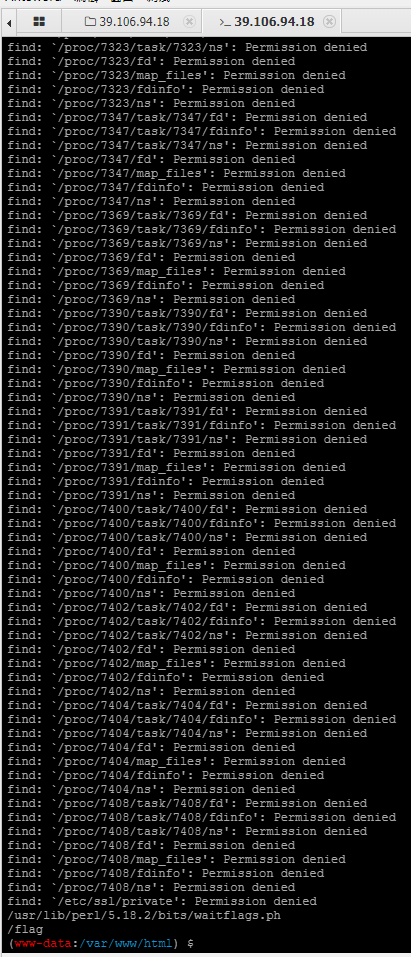 39.106.94.18
39.106.94.18
find: `/proc/7323/task/7323/ns': Permission denied
find: `/proc/7323/fd': Permission denied
find: `/proc/7323/map_files': Permission denied
find: `/proc/7323/fdinfo': Permission denied
find: `/proc/7323/ns': Permission denied
find: `/proc/7347/task/7347/fd': Permission denied
find: `/proc/7347/task/7347/fdinfo': Permission denied
find: `/proc/7347/task/7347/ns': Permission denied
find: `/proc/7347/fd': Permission denied
find: `/proc/7347/map_files': Permission denied
find: `/proc/7347/fdinfo': Permission denied
find: `/proc/7347/ns': Permission denied
find: `/proc/7369/task/7369/fd': Permission denied
find: `/proc/7369/task/7369/fdinfo': Permission denied
find: `/proc/7369/task/7369/ns': Permission denied
find: `/proc/7369/fd': Permission denied
find: `/proc/7369/map_files': Permission denied
find: `/proc/7369/fdinfo': Permission denied
find: `/proc/7369/ns': Permission denied
find: `/proc/7390/task/7390/fd': Permission denied
find: `/proc/7390/task/7390/fdinfo': Permission denied
find: `/proc/7390/task/7390/ns': Permission denied
find: `/proc/7390/fd': Permission denied
find: `/proc/7390/map_files': Permission denied
find: `/proc/7390/fdinfo': Permission denied
find: `/proc/7390/ns': Permission denied
find: `/proc/7391/task/7391/fd': Permission denied
find: `/proc/7391/task/7391/fdinfo': Permission denied
find: `/proc/7391/task/7391/ns': Permission denied
find: `/proc/7391/fd': Permission denied
find: `/proc/7391/map_files': Permission denied
find: `/proc/7391/fdinfo': Permission denied
find: `/proc/7391/ns': Permission denied
find: `/proc/7400/task/7400/fd': Permission denied
find: `/proc/7400/task/7400/fdinfo': Permission denied
find: `/proc/7400/task/7400/ns': Permission denied
find: `/proc/7400/fd': Permission denied
find: `/proc/7400/map_files': Permission denied
find: `/proc/7400/fdinfo': Permission denied
find: `/proc/7400/ns': Permission denied
find: `/proc/7402/task/7402/fd': Permission denied
find: `/proc/7402/task/7402/fdinfo': Permission denied
find: `/proc/7402/task/7402/ns': Permission denied
find: `/proc/7402/fd': Permission denied
find: `/proc/7402/map_files': Permission denied
find: `/proc/7402/fdinfo': Permission denied
find: `/proc/7402/ns': Permission denied
find: `/proc/7404/task/7404/fd': Permission denied
find: `/proc/7404/task/7404/fdinfo': Permission denied
find: `/proc/7404/task/7404/ns': Permission denied
find: `/proc/7404/fd': Permission denied
find: `/proc/7404/map_files': Permission denied
find: `/proc/7404/fdinfo': Permission denied
find: `/proc/7404/ns': Permission denied
find: `/proc/7408/task/7408/fd': Permission denied
find: `/proc/7408/task/7408/fdinfo': Permission denied
find: `/proc/7408/task/7408/ns': Permission denied
find: `/proc/7408/fd': Permission denied
find: `/proc/7408/map_files': Permission denied
find: `/proc/7408/fdinfo': Permission denied
find: `/proc/7408/ns': Permission denied
find: `/etc/ssl/private': Permission denied
/usr/lib/perl/5.18.2/bits/waitflags.ph
/flag
(www-data:/var/www/html) $